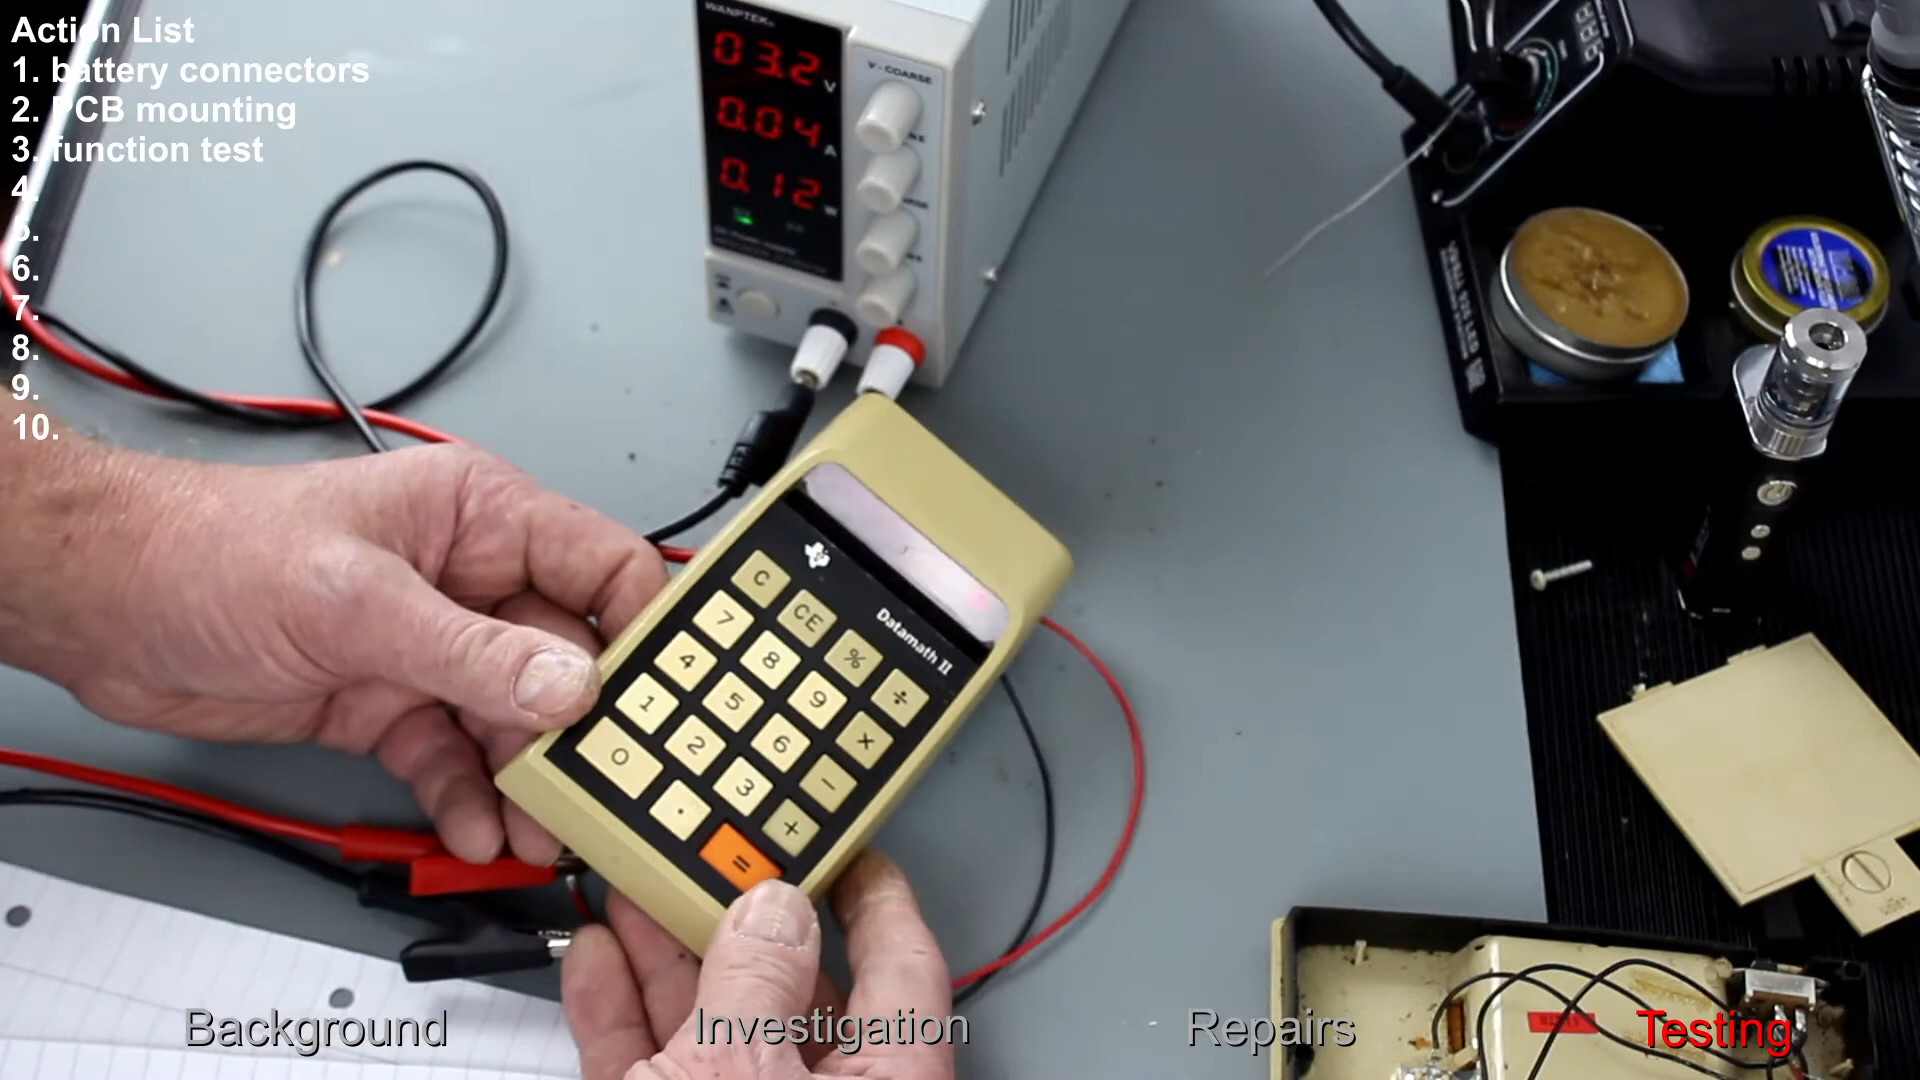 Action List
1. battery connectors
2. PCB mounting
3. function test
4.
5.
6.
7.
8.
9.
10.
WANPTEK
03.2 V
0.04 A
0.12 W
V-COARSE
Datamath II
C
CE
%
÷
7
8
9
×
4
5
6
−
1
2
3
+
0
.
=
Background
Investigation
Repairs
Testing